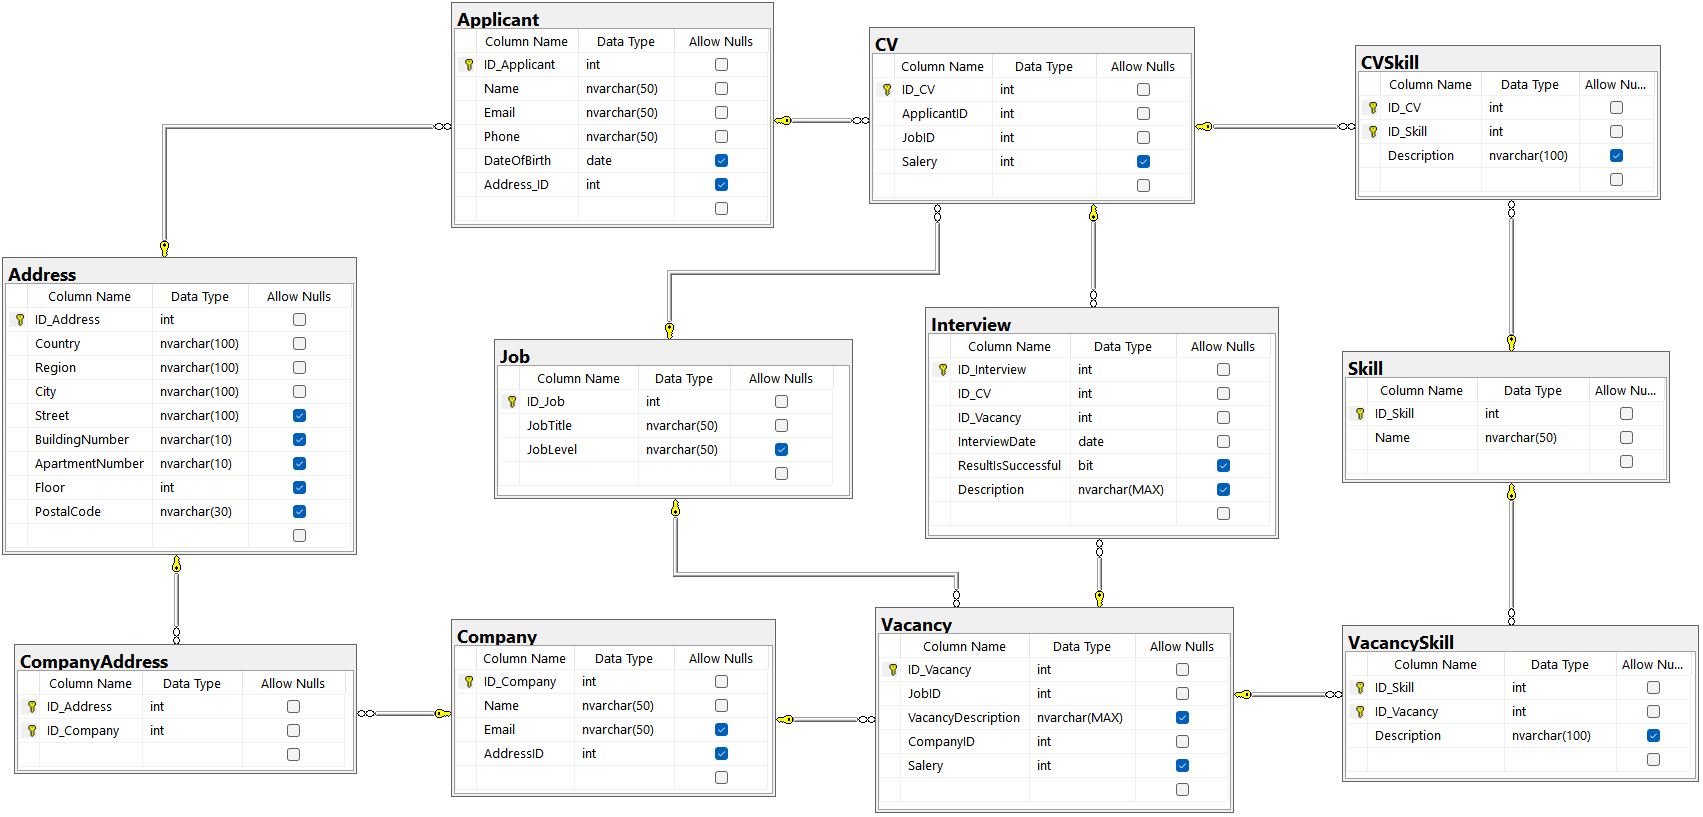 Applicant
Column Name Data Type Allow Nulls
ID_Applicant int
Name nvarchar(50)
Email nvarchar(50)
Phone nvarchar(50)
DateOfBirth date
Address_ID int
CV
Column Name Data Type Allow Nulls
ID_CV int
ApplicantID int
JobID int
Salery int
CVSkill
Column Name Data Type Allow Nu...
ID_CV int
ID_Skill int
Description nvarchar(100)
Address
Column Name Data Type Allow Nulls
ID_Address int
Country nvarchar(100)
Region nvarchar(100)
City nvarchar(100)
Street nvarchar(100)
BuildingNumber nvarchar(10)
ApartmentNumber nvarchar(10)
Floor int
PostalCode nvarchar(30)
Job
Column Name Data Type Allow Nulls
ID_Job int
JobTitle nvarchar(50)
JobLevel nvarchar(50)
Interview
Column Name Data Type Allow Nulls
ID_Interview int
ID_CV int
ID_Vacancy int
InterviewDate date
ResultIsSuccessful bit
Description nvarchar(MAX)
Skill
Column Name Data Type Allow Nu...
ID_Skill int
Name nvarchar(50)
CompanyAddress
Column Name Data Type Allow Nulls
ID_Address int
ID_Company int
Company
Column Name Data Type Allow Nulls
ID_Company int
Name nvarchar(50)
Email nvarchar(50)
AddressID int
Vacancy
Column Name Data Type Allow Nulls
ID_Vacancy int
JobID int
VacancyDescription nvarchar(MAX)
CompanyID int
Salery int
VacancySkill
Column Name Data Type Allow Nu...
ID_Skill int
ID_Vacancy int
Description nvarchar(100)